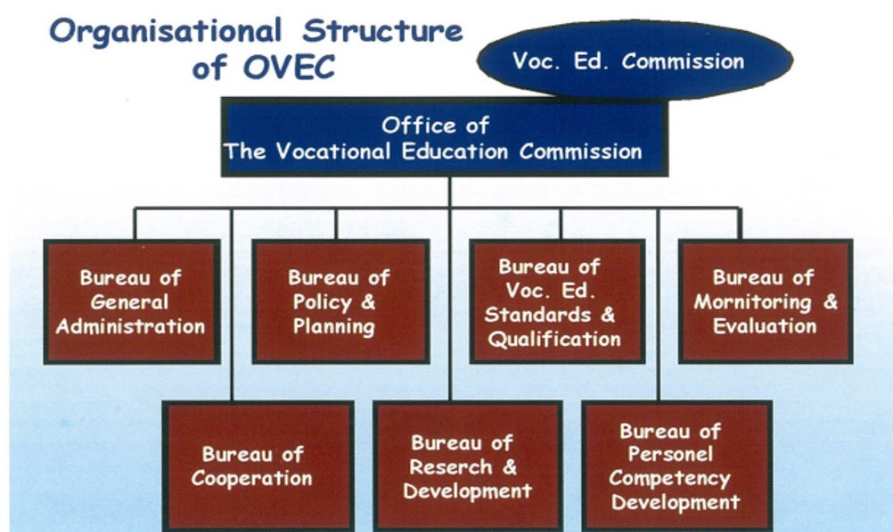 Organisational Structure
of OVEC
Voc. Ed. Commission
Office of
The Vocational Education Commission
Bureau of
General
Administration
Bureau of
Policy &
Planning
Bureau of
Voc. Ed.
Standards &
Qualification
Bureau of
Mornitoring &
Evaluation
Bureau of
Cooperation
Bureau of
Reserch &
Development
Bureau of
Personel
Competency
Development